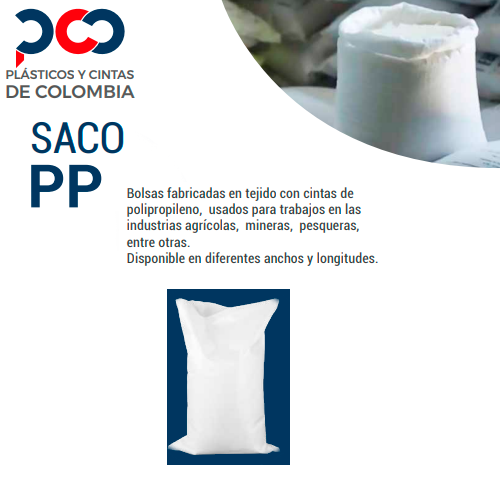 PCO
PLÁSTICOS Y CINTAS
DE COLOMBIA
SACO
PP
Bolsas fabricadas en tejido con cintas de
polipropileno, usados para trabajos en las
industrias agrícolas, mineras, pesqueras,
entre otras.
Disponible en diferentes anchos y longitudes.